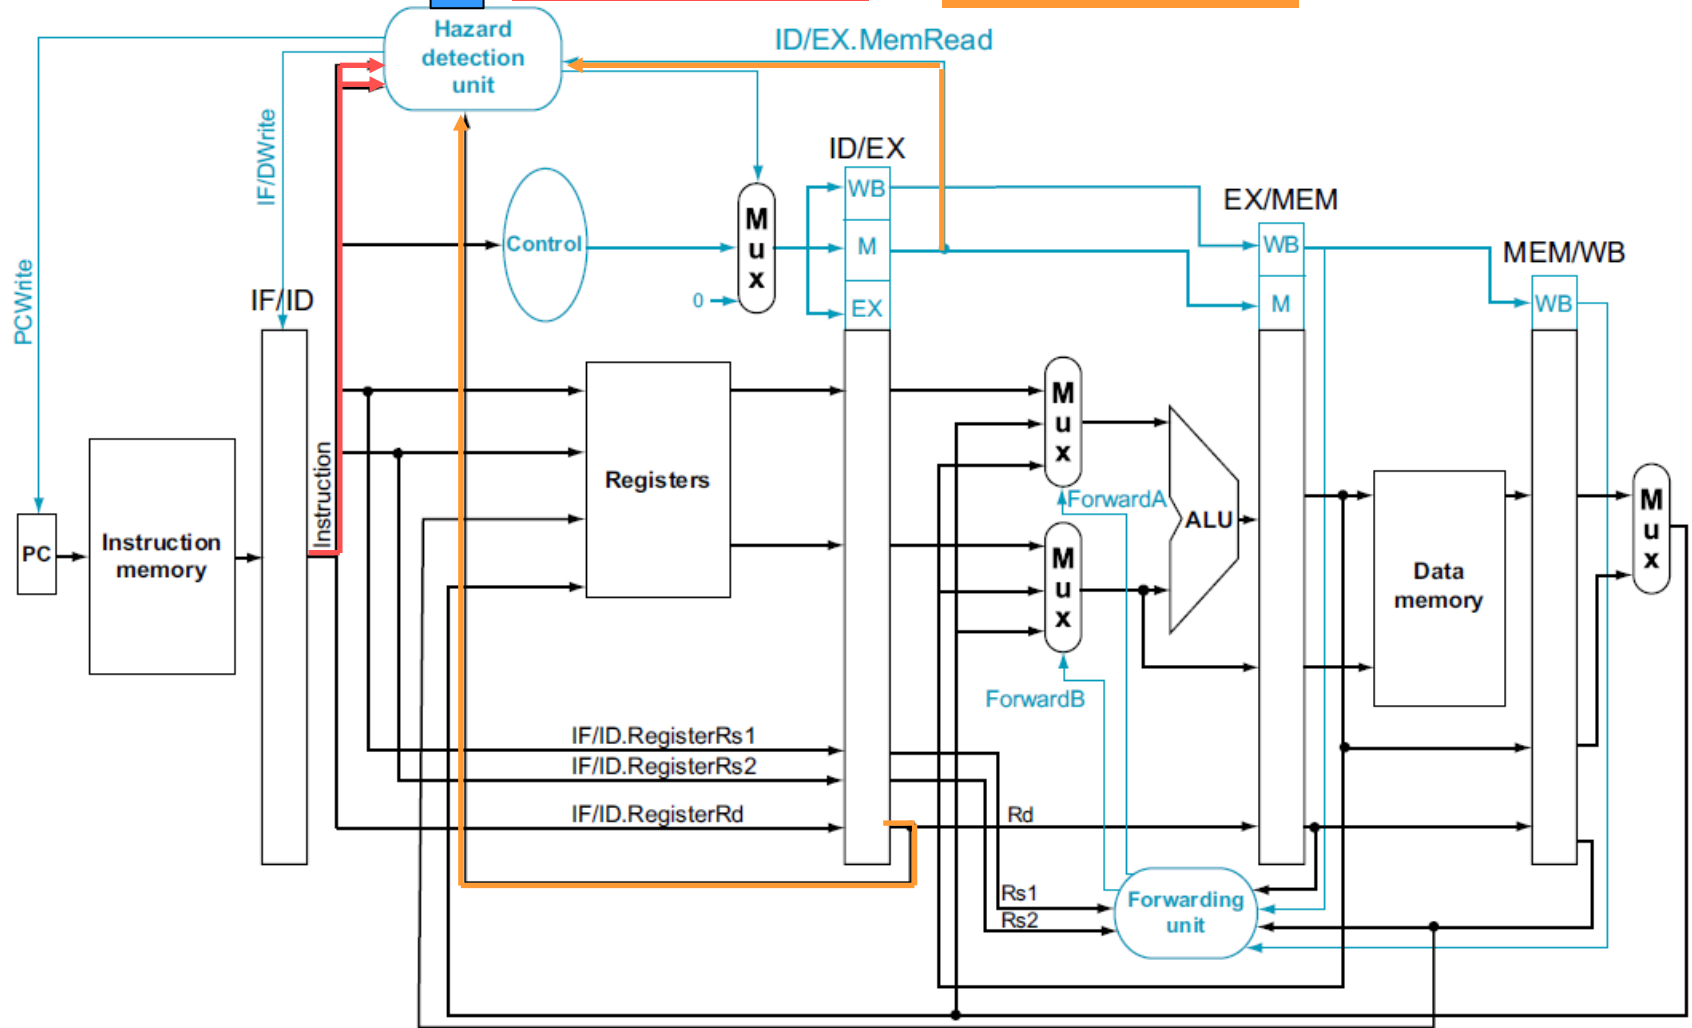 Hazard
detection
unit
ID/EX.MemRead
IF/DWrite
PCWrite
ID/EX
WB
M
EX
EX/MEM
WB
M
MEM/WB
WB
Control
M
u
x
0
IF/ID
Instruction
PC
Instruction
memory
Registers
M
u
x
ForwardA
M
u
x
ForwardB
ALU
Data
memory
M
u
x
IF/ID.RegisterRs1
IF/ID.RegisterRs2
IF/ID.RegisterRd
Rd
Rs1
Rs2
Forwarding
unit